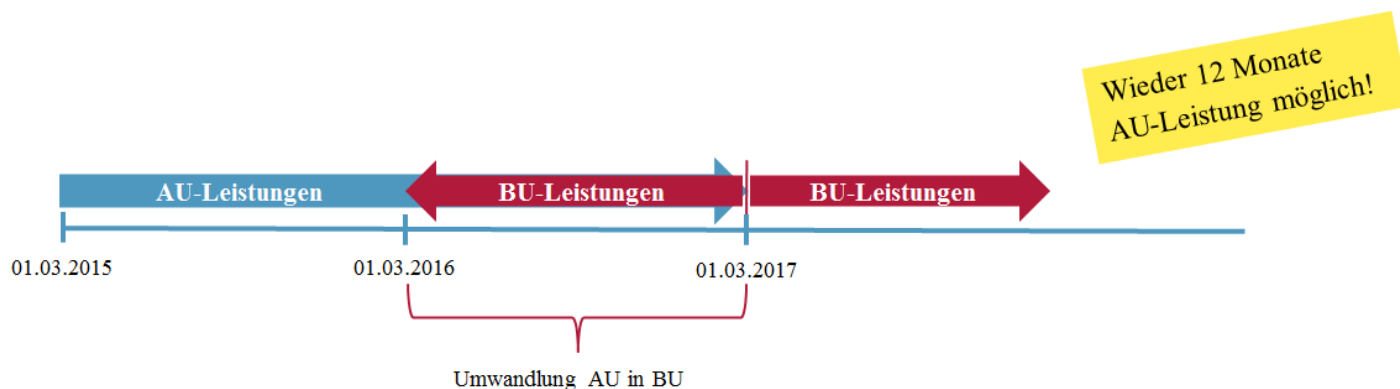 Wieder 12 Monate
AU-Leistung möglich!
AU-Leistungen
BU-Leistungen
BU-Leistungen
01.03.2015
01.03.2016
01.03.2017
Umwandlung AU in BU